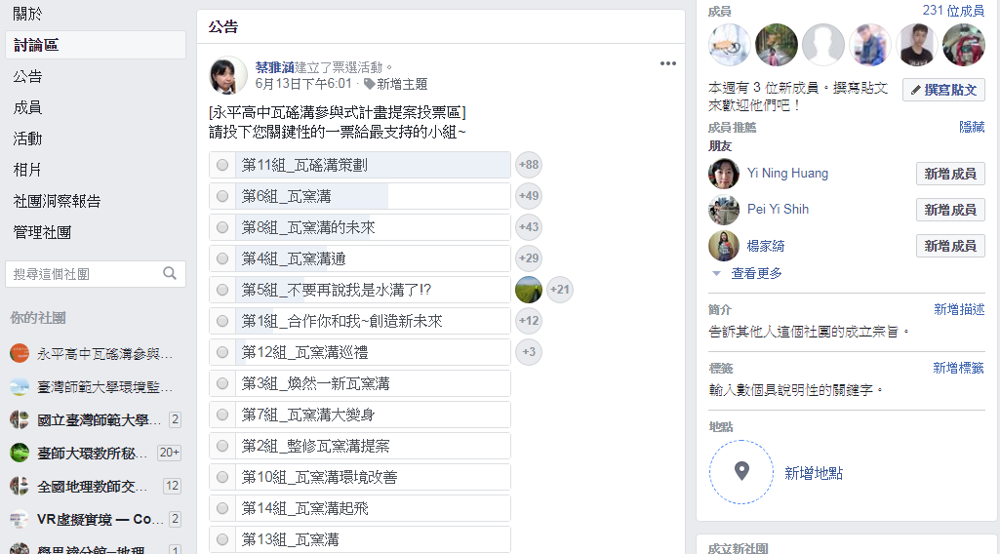 關於
討論區
公告
成員
活動
相片
社團洞察報告
管理社團
搜尋這個社團
你的社團
永平高中瓦磘溝參與...
臺灣師範大學環境監...
國立臺灣師範大學... 2
臺師大環教所秘... 20+
全國地理教師交... 12
VR虛擬實境 — Co... 2
學思達分館─地理 1
公告
蔡雅涵建立了票選活動。
6月13日下午6:01 · 新增主題
[永平高中瓦磘溝參與式計畫提案投票區]
請投下您關鍵性的一票給最支持的小組~
第11組_瓦磘溝策劃 +88
第6組_瓦窯溝 +49
第8組_瓦窯溝的未來 +43
第4組_瓦窯溝通 +29
第5組_不要再說我是水溝了!? +21
第1組_合作你和我~創造新未來 +12
第12組_瓦窯溝巡禮 +3
第3組_煥然一新瓦窯溝
第7組_瓦窯溝大變身
第2組_整修瓦窯溝提案
第10組_瓦窯溝環境改善
第14組_瓦窯溝起飛
第13組_瓦窯溝
成員 231 位成員
本週有 3 位新成員。撰寫貼文
來歡迎他們吧！
撰寫貼文
成員推薦 隱藏
朋友
Yi Ning Huang 新增成員
Pei Yi Shih 新增成員
楊家綺 新增成員
查看更多
簡介 新增描述
告訴其他人這個社團的成立宗旨。
標籤 新增標籤
輸入數個具說明性的關鍵字。
地點
新增地點
成立新社團